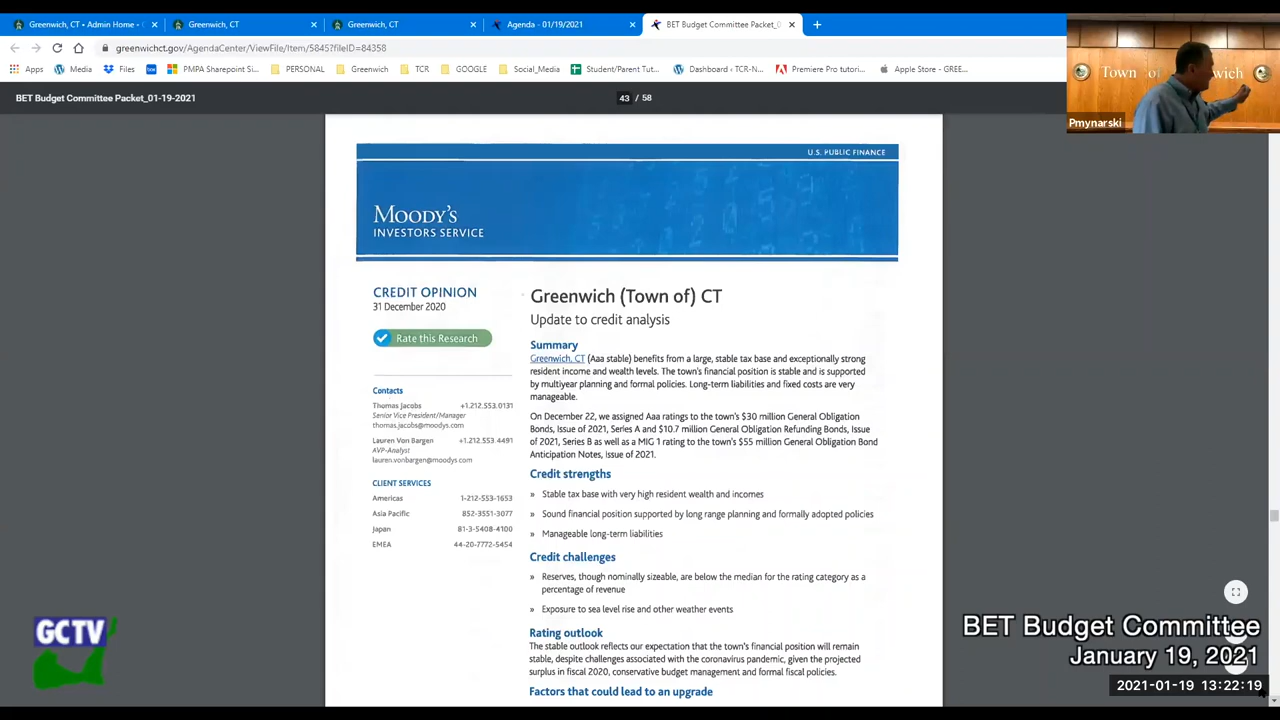 Greenwich, CT - Admin Home -
Greenwich, CT
Greenwich, CT
Agenda - 01/19/2021
BET Budget Committee Packet_0
greenwichct.gov/AgendaCenter/ViewFile/Item/5845?fileID=84358
Apps
Media
Files
PMPA Sharepoint Si...
PERSONAL
Greenwich
TCR
GOOGLE
Social_Media
Student/Parent Tut...
Dashboard ‹ TCR-N...
Premiere Pro tutori...
Apple Store - GREE...
BET Budget Committee Packet_01-19-2021
43 / 58
Town of wich
Pmynarski
U.S. PUBLIC FINANCE
MOODY'S
INVESTORS SERVICE
CREDIT OPINION
31 December 2020
Rate this Research
Contacts
Thomas Jacobs +1.212.553.0131
Senior Vice President/Manager
thomas.jacobs@moodys.com
Lauren Von Bargen +1.212.553.4491
AVP-Analyst
lauren.vonbargen@moodys.com
CLIENT SERVICES
Americas 1-212-553-1653
Asia Pacific 852-3551-3077
Japan 81-3-5408-4100
EMEA 44-20-7772-5454
Greenwich (Town of) CT
Update to credit analysis
Summary
Greenwich, CT (Aaa stable) benefits from a large, stable tax base and exceptionally strong
resident income and wealth levels. The town's financial position is stable and is supported
by multiyear planning and formal policies. Long-term liabilities and fixed costs are very
manageable.
On December 22, we assigned Aaa ratings to the town's $30 million General Obligation
Bonds, Issue of 2021, Series A and $10.7 million General Obligation Refunding Bonds, Issue
of 2021, Series B as well as a MIG 1 rating to the town's $55 million General Obligation Bond
Anticipation Notes, issue of 2021.
Credit strengths
» Stable tax base with very high resident wealth and incomes
» Sound financial position supported by long range planning and formally adopted policies
» Manageable long-term liabilities
Credit challenges
» Reserves, though nominally sizeable, are below the median for the rating category as a
percentage of revenue
» Exposure to sea level rise and other weather events
Rating outlook
The stable outlook reflects our expectation that the town's financial position will remain
stable, despite challenges associated with the coronavirus pandemic, given the projected
surplus in fiscal 2020, conservative budget management and formal fiscal policies.
Factors that could lead to an upgrade
GCTV
BET Budget Committee
January 19, 2021
2021-01-19 13:22:19